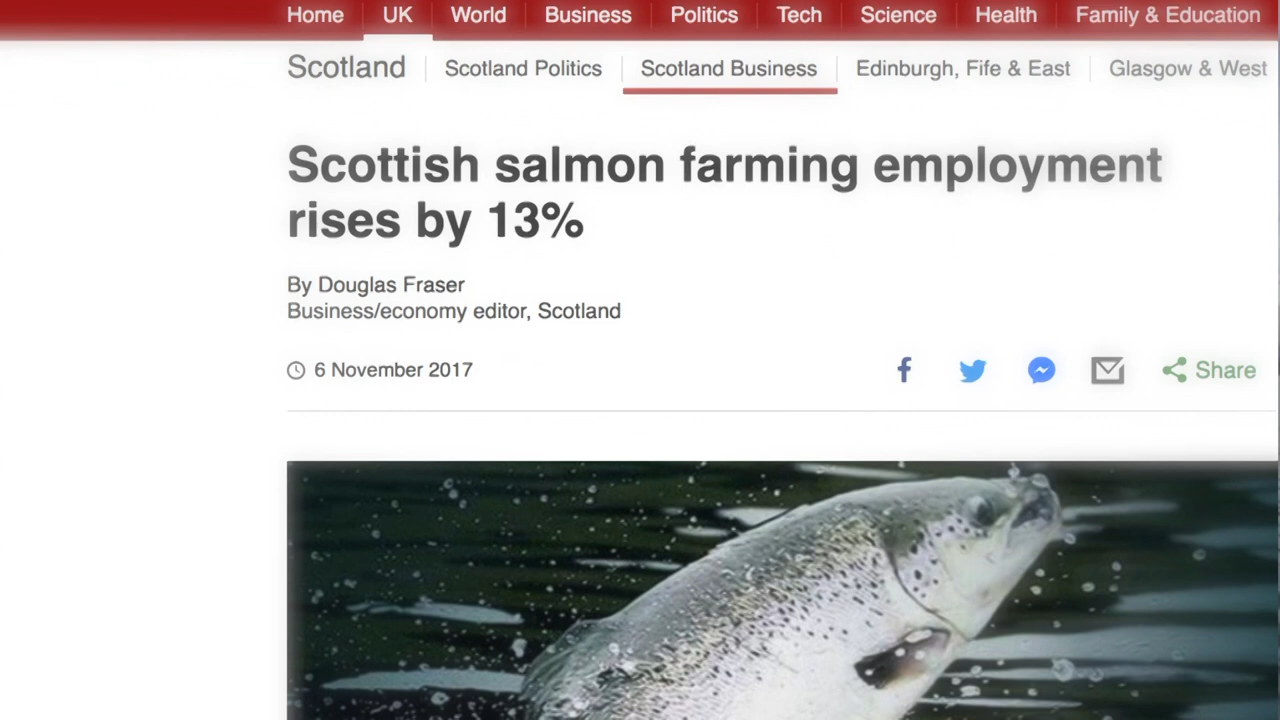 Home UK World Business Politics Tech Science Health Family & Education
Scotland Scotland Politics Scotland Business Edinburgh, Fife & East Glasgow & West
Scottish salmon farming employment
rises by 13%
By Douglas Fraser
Business/economy editor, Scotland
6 November 2017 Share